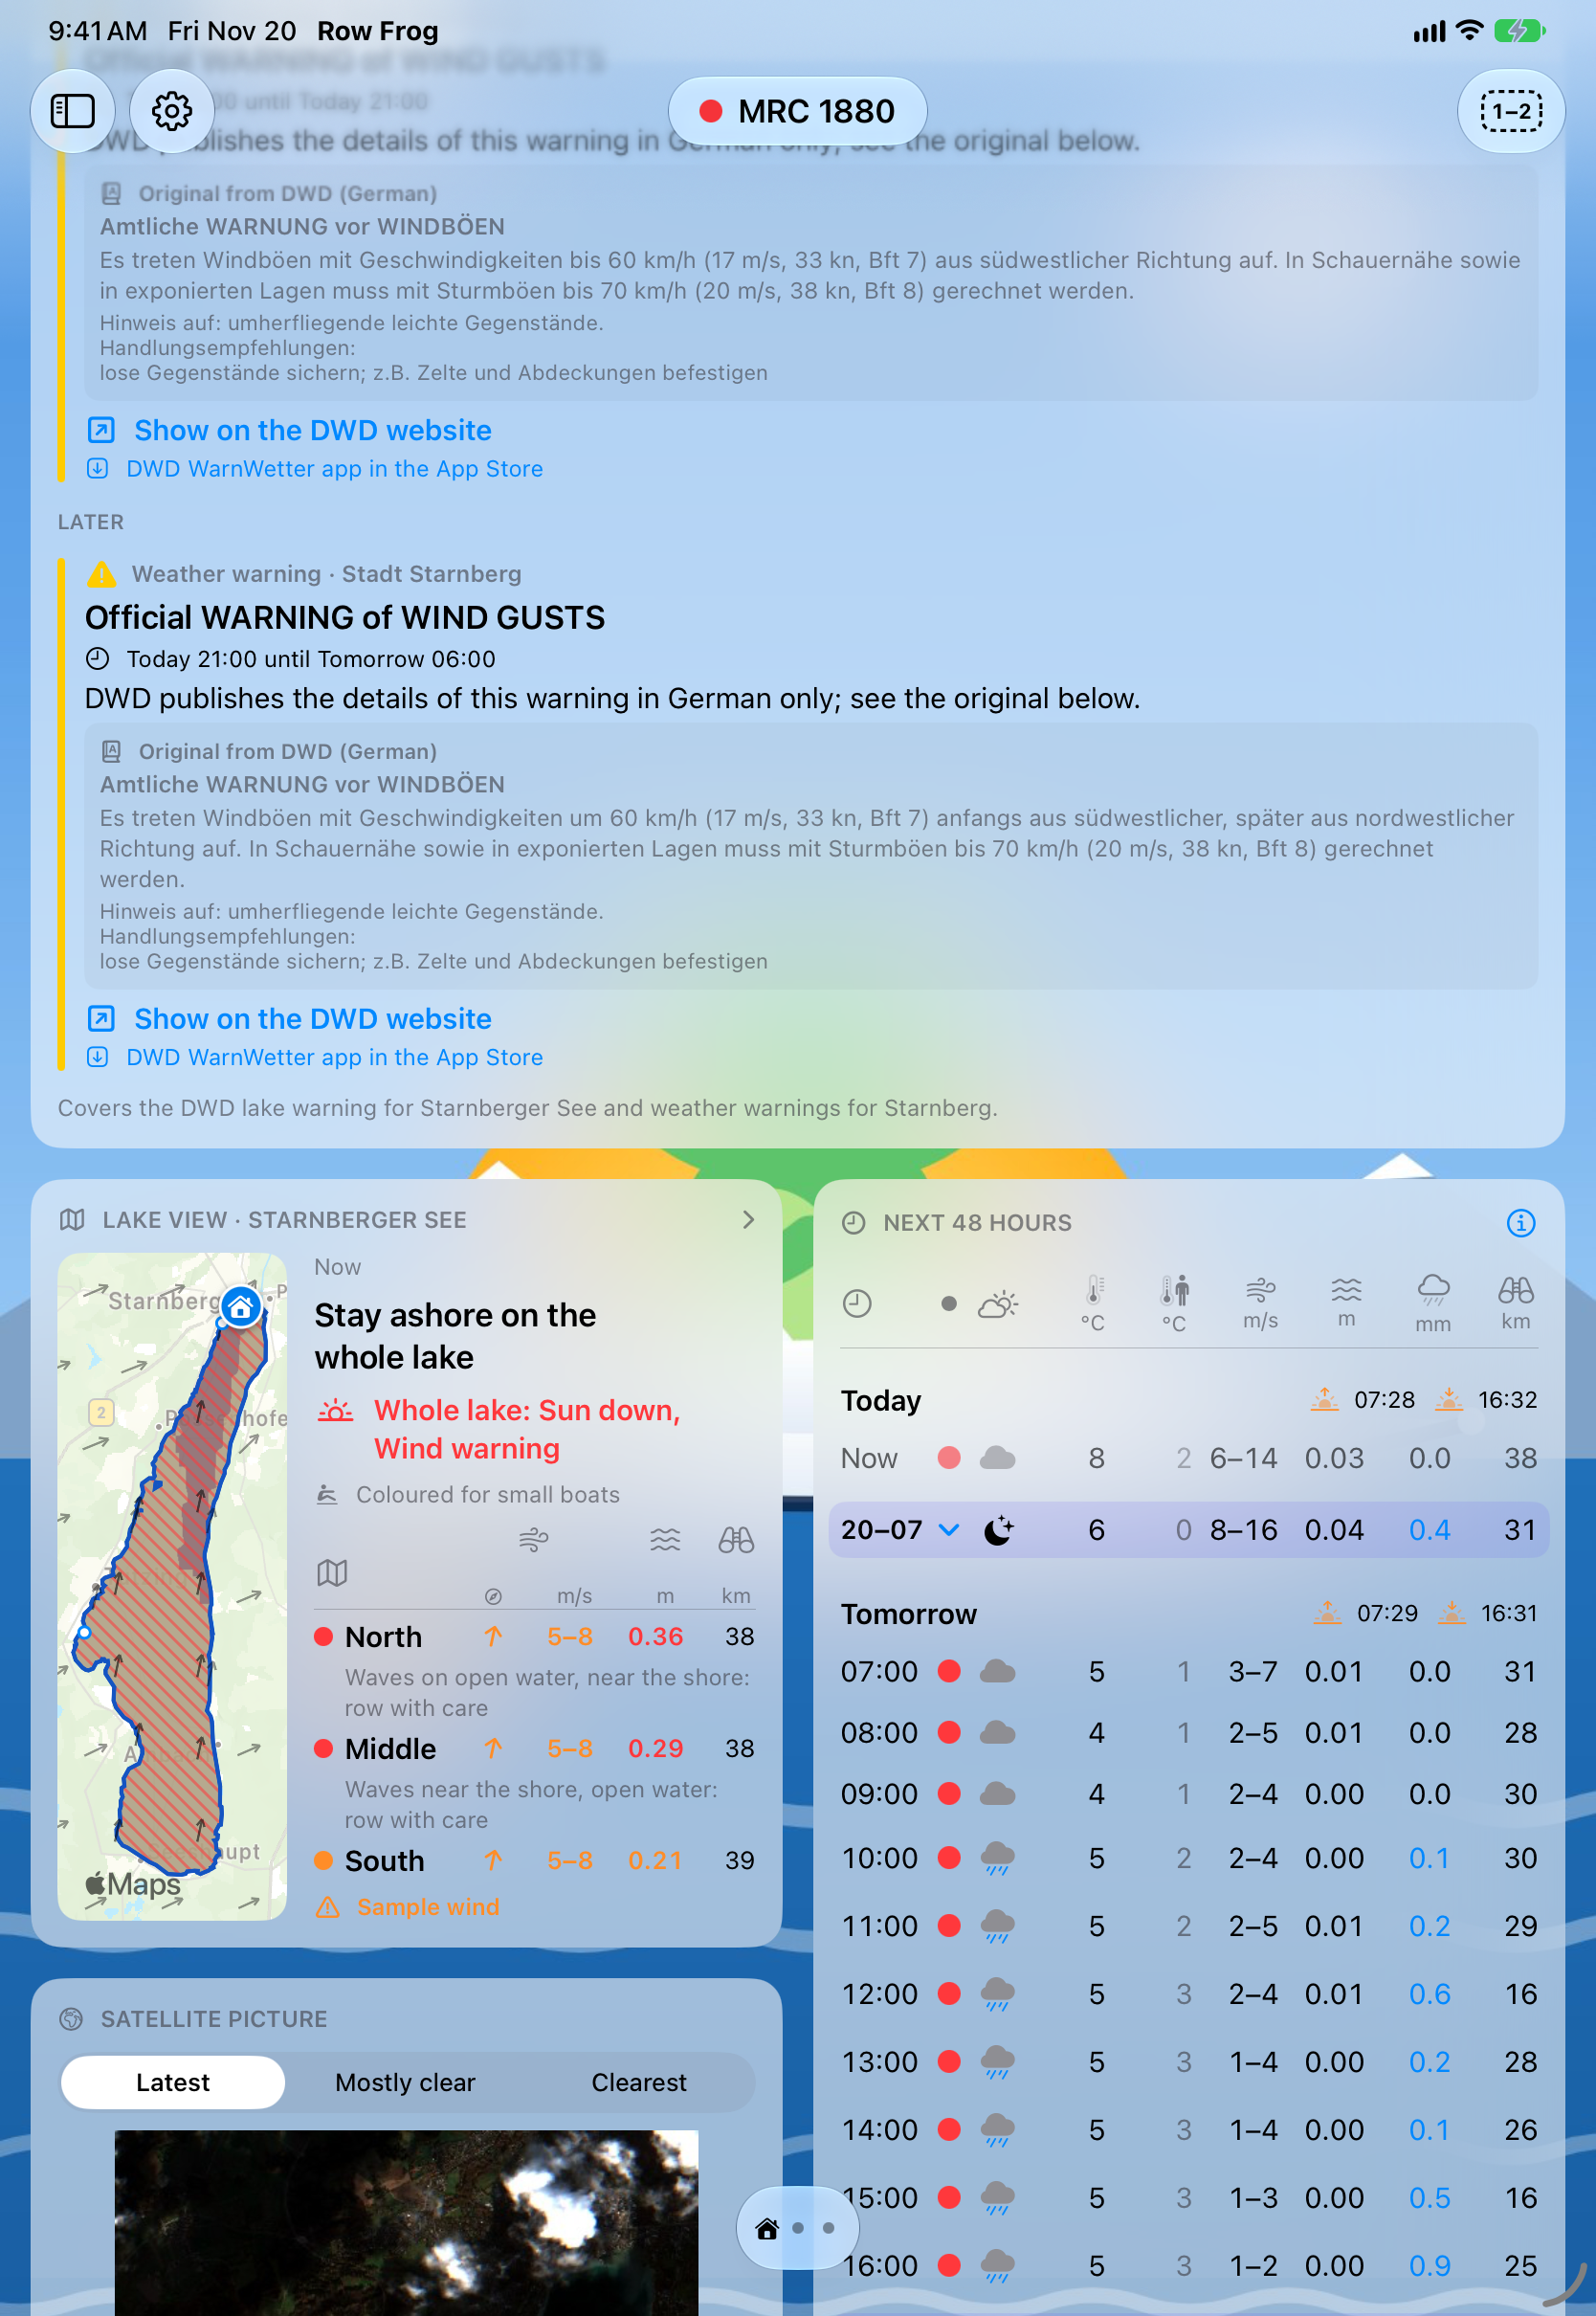 9:41 AM Fri Nov 20 Row Frog
Official WARNING of WIND GUSTS
00 until Today 21:00
MRC 1880
1–2
DWD publishes the details of this warning in German only; see the original below.
Original from DWD (German)
Amtliche WARNUNG vor WINDBÖEN
Es treten Windböen mit Geschwindigkeiten bis 60 km/h (17 m/s, 33 kn, Bft 7) aus südwestlicher Richtung auf. In Schauernähe sowie
in exponierten Lagen muss mit Sturmböen bis 70 km/h (20 m/s, 38 kn, Bft 8) gerechnet werden.
Hinweis auf: umherfliegende leichte Gegenstände.
Handlungsempfehlungen:
lose Gegenstände sichern; z.B. Zelte und Abdeckungen befestigen
Show on the DWD website
DWD WarnWetter app in the App Store
LATER
Weather warning · Stadt Starnberg
Official WARNING of WIND GUSTS
Today 21:00 until Tomorrow 06:00
DWD publishes the details of this warning in German only; see the original below.
Original from DWD (German)
Amtliche WARNUNG vor WINDBÖEN
Es treten Windböen mit Geschwindigkeiten um 60 km/h (17 m/s, 33 kn, Bft 7) anfangs aus südwestlicher, später aus nordwestlicher
Richtung auf. In Schauernähe sowie in exponierten Lagen muss mit Sturmböen bis 70 km/h (20 m/s, 38 kn, Bft 8) gerechnet
werden.
Hinweis auf: umherfliegende leichte Gegenstände.
Handlungsempfehlungen:
lose Gegenstände sichern; z.B. Zelte und Abdeckungen befestigen
Show on the DWD website
DWD WarnWetter app in the App Store
Covers the DWD lake warning for Starnberger See and weather warnings for Starnberg.
LAKE VIEW · STARNBERGER SEE
Starnberg
2
Maps
Now
Stay ashore on the
whole lake
Whole lake: Sun down,
Wind warning
Coloured for small boats
m/s m km
North 5–8 0.36 38
Waves on open water, near the shore:
row with care
Middle 5–8 0.29 38
Waves near the shore, open water:
row with care
South 5–8 0.21 39
Sample wind
SATELLITE PICTURE
Latest Mostly clear Clearest
NEXT 48 HOURS
°C °C m/s m mm km
Today 07:28 16:32
Now 8 2 6–14 0.03 0.0 38
20–07 6 0 8–16 0.04 0.4 31
Tomorrow 07:29 16:31
07:00 5 1 3–7 0.01 0.0 31
08:00 4 1 2–5 0.01 0.0 28
09:00 4 1 2–4 0.00 0.0 30
10:00 5 2 2–4 0.00 0.1 30
11:00 5 2 2–5 0.01 0.2 29
12:00 5 3 2–4 0.01 0.6 16
13:00 5 3 1–4 0.00 0.2 28
14:00 5 3 1–4 0.00 0.1 26
15:00 5 3 1–3 0.00 0.5 16
16:00 5 3 1–2 0.00 0.9 25